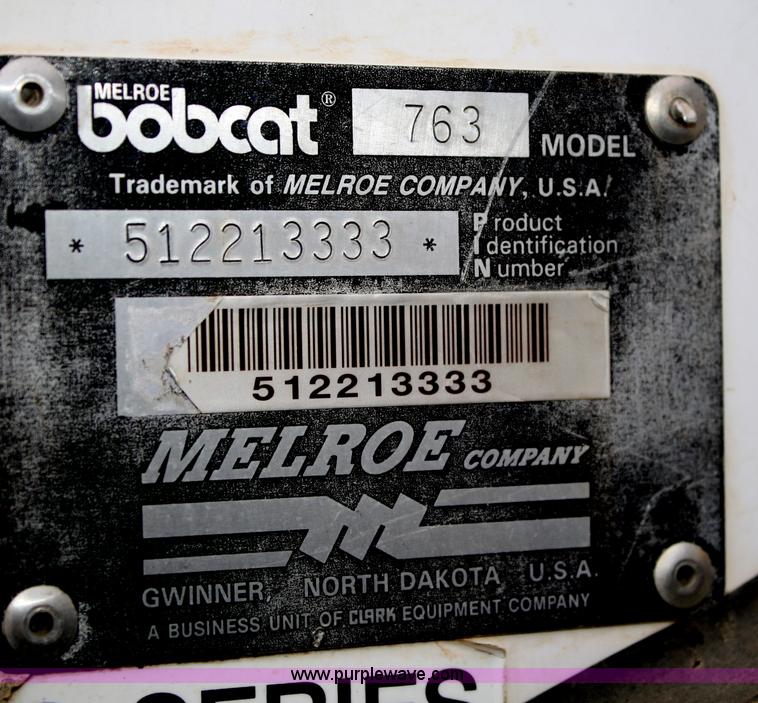 MELROE
bobcat® 763 MODEL
Trademark of MELROE COMPANY, U.S.A.
* 512213333 * Product
Identification
Number
512213333
MELROE COMPANY
GWINNER, NORTH DAKOTA U.S.A.
A BUSINESS UNIT OF CLARK EQUIPMENT COMPANY
www.purplewave.com
SERIES